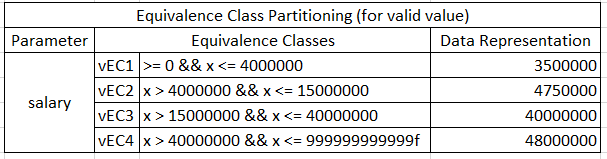 Equivalence Class Partitioning (for valid value)
Parameter Equivalence Classes Data Representation
salary
vEC1 >= 0 && x <= 4000000 3500000
vEC2 x > 4000000 && x <= 15000000 4750000
vEC3 x > 15000000 && x <= 40000000 40000000
vEC4 x > 40000000 && x <= 999999999999f 48000000